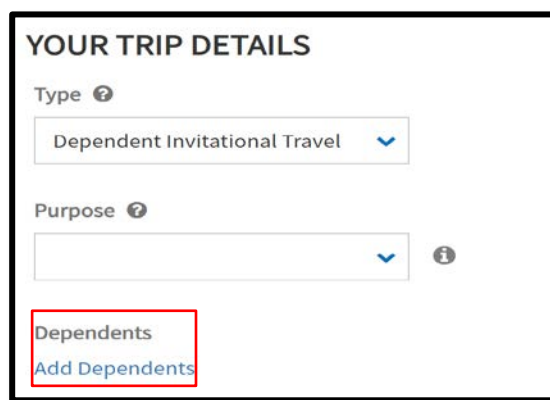 YOUR TRIP DETAILS
Type
Dependent Invitational Travel
Purpose
Dependents
Add Dependents